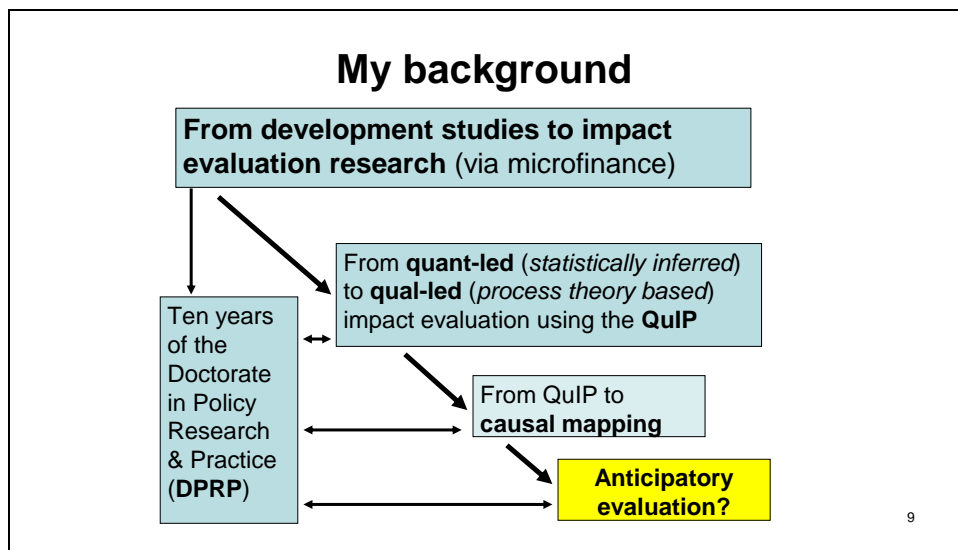 My background
From development studies to impact
evaluation research (via microfinance)
From quant-led (statistically inferred)
to qual-led (process theory based)
impact evaluation using the QuIP
Ten years
of the
Doctorate
in Policy
Research
& Practice
(DPRP)
From QuIP to
causal mapping
Anticipatory
evaluation?
9